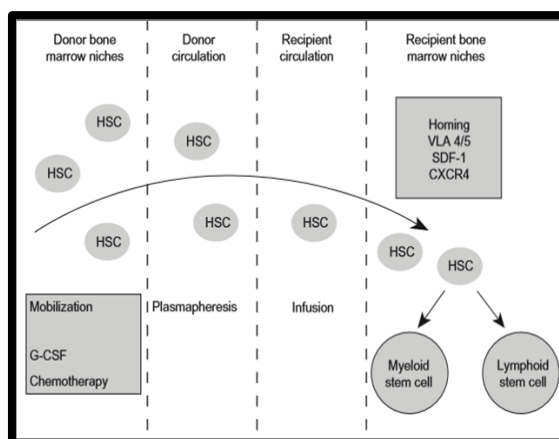 Donor bone
marrow niches
Donor
circulation
Recipient
circulation
Recipient bone
marrow niches
HSC
HSC
HSC
HSC
HSC
HSC
HSC
HSC
Homing
VLA 4/5
SDF-1
CXCR4
Mobilization
G-CSF
Chemotherapy
Plasmapheresis
Infusion
Myeloid
stem cell
Lymphoid
stem cell